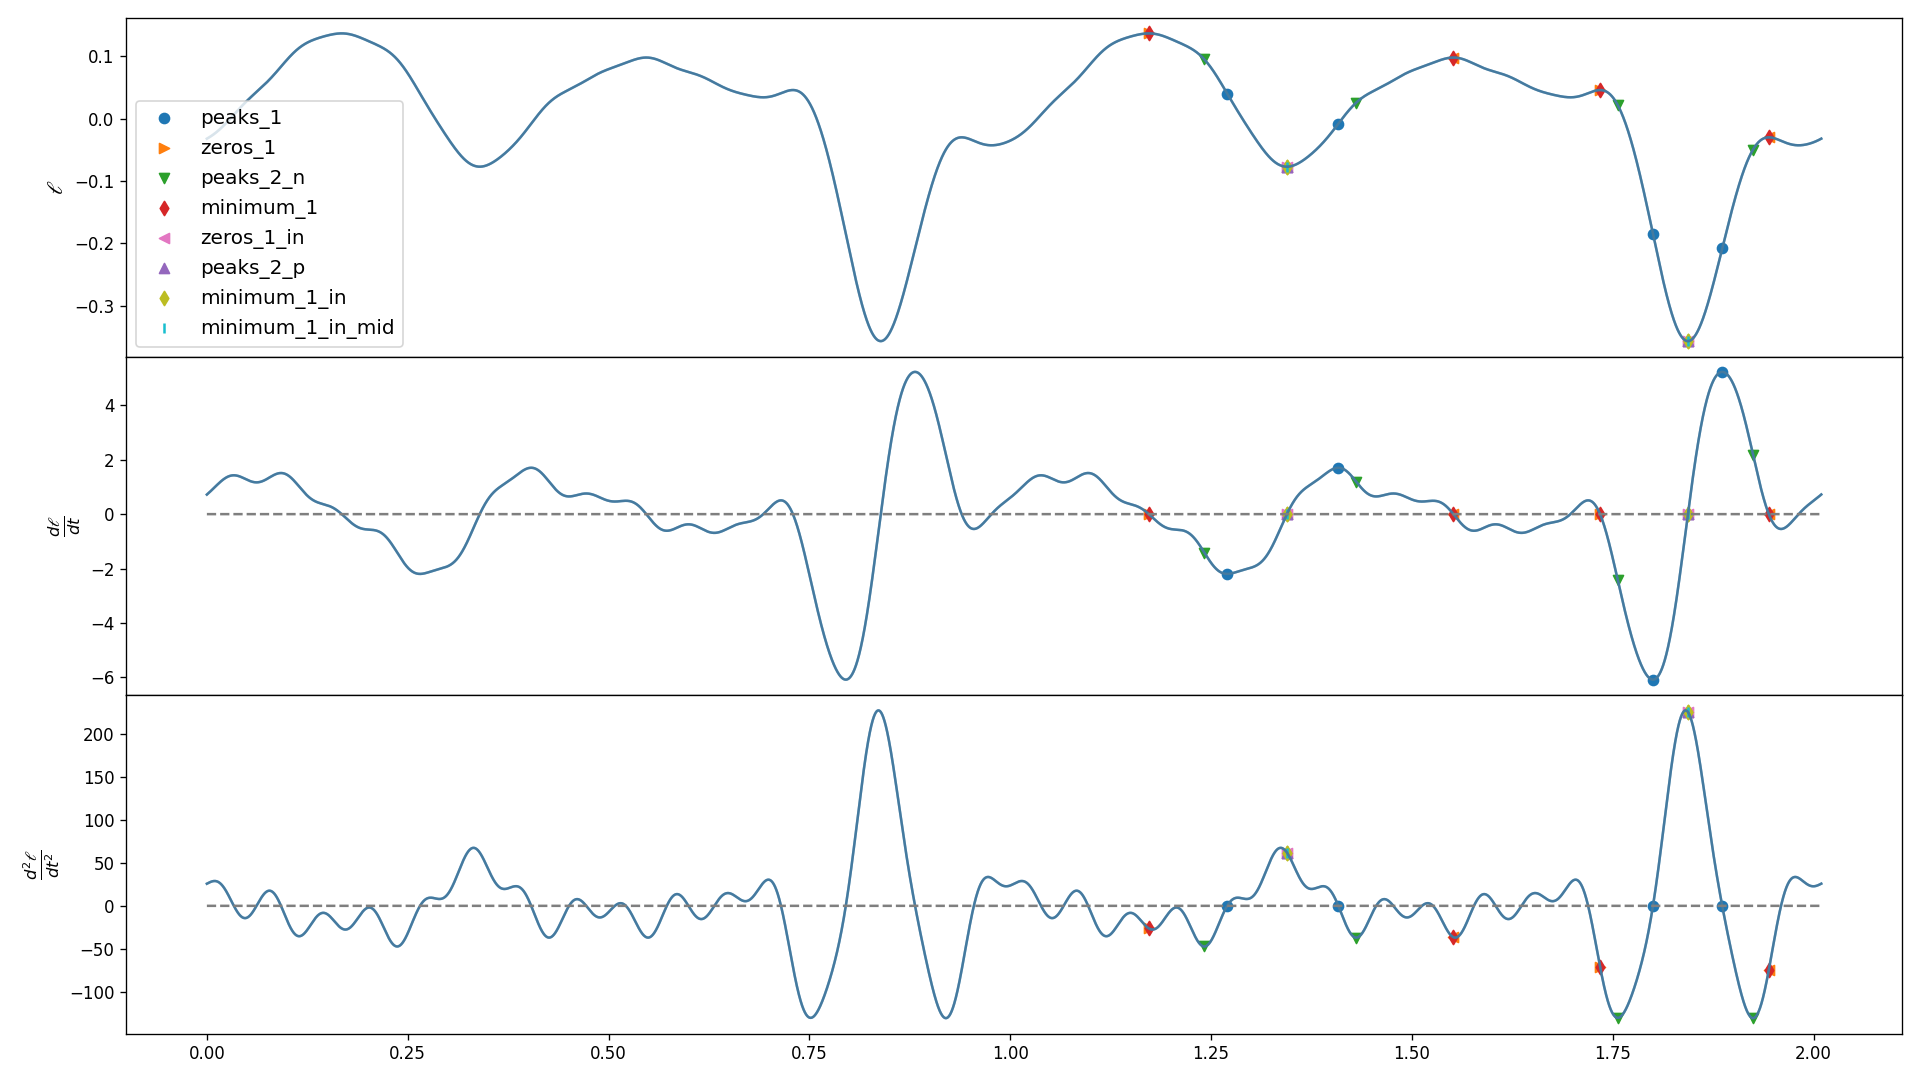 0.1
0.0
−0.1
−0.2
−0.3
ℓ
peaks_1
zeros_1
peaks_2_n
minimum_1
zeros_1_in
peaks_2_p
minimum_1_in
minimum_1_in_mid
4
2
0
−2
−4
−6
dℓ
dt
200
150
100
50
0
−50
−100
d²ℓ
dt²
0.00 0.25 0.50 0.75 1.00 1.25 1.50 1.75 2.00